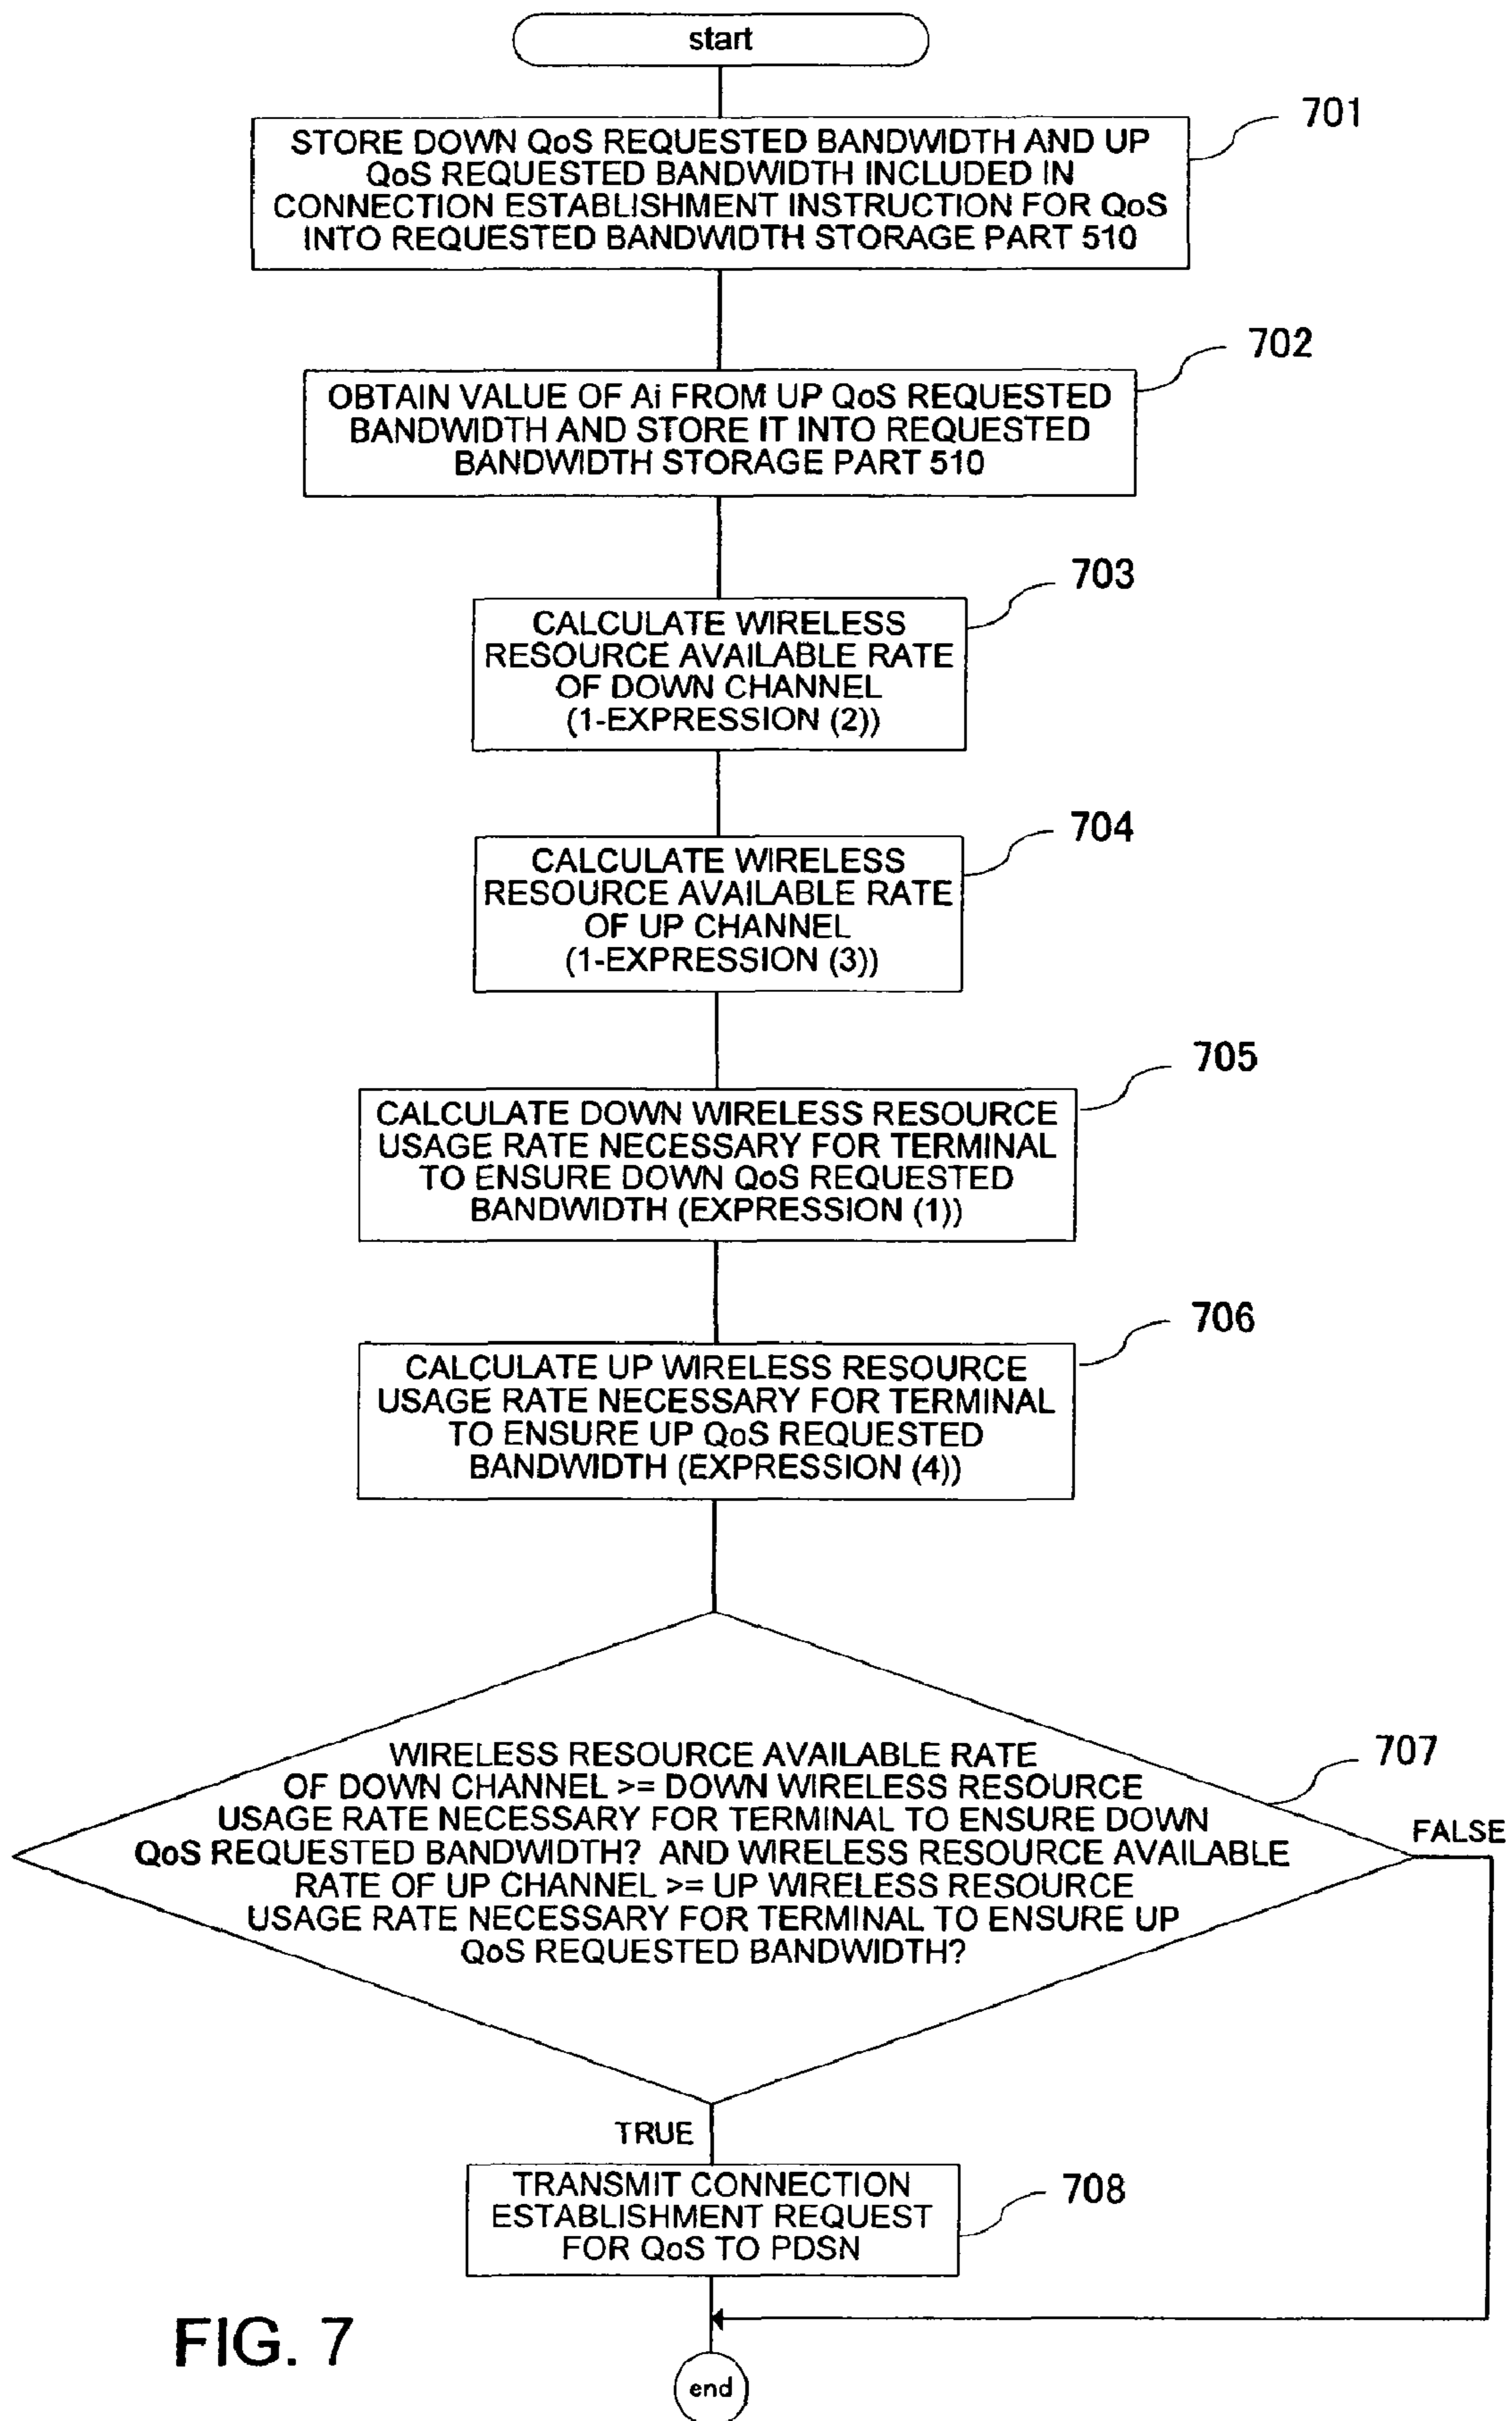 start
701
STORE DOWN QoS REQUESTED BANDWIDTH AND UP
QoS REQUESTED BANDWIDTH INCLUDED IN
CONNECTION ESTABLISHMENT INSTRUCTION FOR QoS
INTO REQUESTED BANDWIDTH STORAGE PART 510
702
OBTAIN VALUE OF Ai FROM UP QoS REQUESTED
BANDWIDTH AND STORE IT INTO REQUESTED
BANDWIDTH STORAGE PART 510
703
CALCULATE WIRELESS
RESOURCE AVAILABLE RATE
OF DOWN CHANNEL
(1-EXPRESSION (2))
704
CALCULATE WIRELESS
RESOURCE AVAILABLE RATE
OF UP CHANNEL
(1-EXPRESSION (3))
705
CALCULATE DOWN WIRELESS RESOURCE
USAGE RATE NECESSARY FOR TERMINAL
TO ENSURE DOWN QoS REQUESTED
BANDWIDTH (EXPRESSION (1))
706
CALCULATE UP WIRELESS RESOURCE
USAGE RATE NECESSARY FOR TERMINAL
TO ENSURE UP QoS REQUESTED
BANDWIDTH (EXPRESSION (4))
707
WIRELESS RESOURCE AVAILABLE RATE
OF DOWN CHANNEL >= DOWN WIRELESS RESOURCE
USAGE RATE NECESSARY FOR TERMINAL TO ENSURE DOWN
QoS REQUESTED BANDWIDTH? AND WIRELESS RESOURCE AVAILABLE
RATE OF UP CHANNEL >= UP WIRELESS RESOURCE
USAGE RATE NECESSARY FOR TERMINAL TO ENSURE UP
QoS REQUESTED BANDWIDTH?
FALSE
TRUE
708
TRANSMIT CONNECTION
ESTABLISHMENT REQUEST
FOR QoS TO PDSN
FIG. 7
end